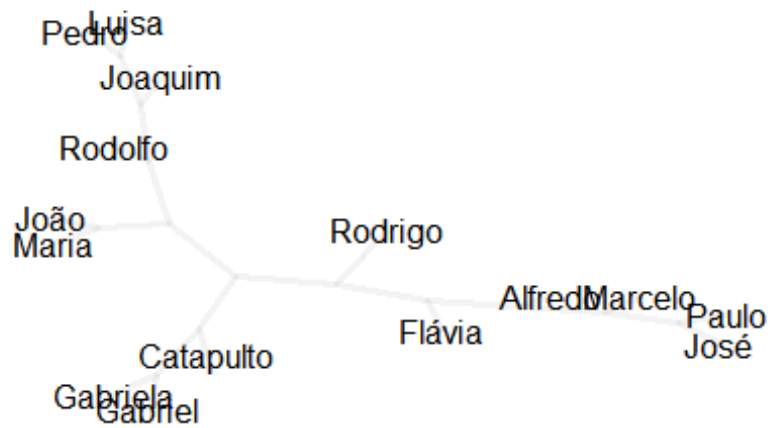 Luisa
Pedro
Joaquim
Rodolfo
João
Maria
Rodrigo
Alfredo
Marcelo
Paulo
Flávia
José
Catapulto
Gabriela
Gabriel